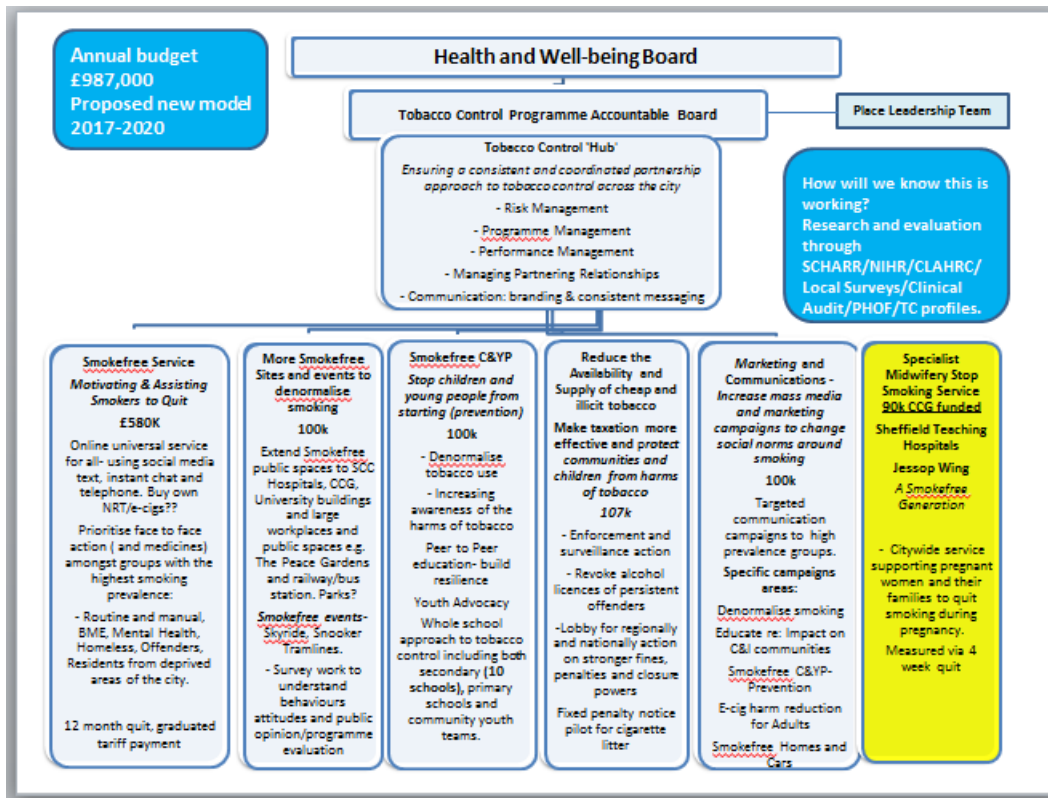 Annual budget
£987,000
Proposed new model
2017-2020
Health and Well-being Board
Tobacco Control Programme Accountable Board
Place Leadership Team
Tobacco Control 'Hub'
Ensuring a consistent and coordinated partnership
approach to tobacco control across the city
- Risk Management
- Programme Management
- Performance Management
- Managing Partnering Relationships
- Communication: branding & consistent messaging
How will we know this is
working?
Research and evaluation
through
SCHARR/NIHR/CLAHRC/
Local Surveys/Clinical
Audit/PHOF/TC profiles.
Smokefree Service
Motivating & Assisting
Smokers to Quit
£580K
Online universal service
for all- using social media
text, instant chat and
telephone. Buy own
NRT/e-cigs??
Prioritise face to face
action ( and medicines)
amongst groups with the
highest smoking
prevalence:
- Routine and manual,
BME, Mental Health,
Homeless, Offenders,
Residents from deprived
areas of the city.
12 month quit, graduated
tariff payment
More Smokefree
Sites and events to
denormalise
smoking
100k
Extend Smokefree
public spaces to SCC
Hospitals, CCG,
University buildings
and large
workplaces and
public spaces e.g.
The Peace Gardens
and railway/bus
station. Parks?
Smokefree events-
Skyride, Snooker
Tramlines.
- Survey work to
understand
behaviours
attitudes and public
opinion/programme
evaluation
Smokefree C&YP
Stop children and
young people from
starting (prevention)
100k
- Denormalise
tobacco use
- Increasing
awareness of the
harms of tobacco
Peer to Peer
education- build
resilience
Youth Advocacy
Whole school
approach to tobacco
control including both
secondary (10
schools), primary
schools and
community youth
teams.
Reduce the
Availability and
Supply of cheap and
illicit tobacco
Make taxation more
effective and protect
communities and
children from harms
of tobacco
107k
- Enforcement and
surveillance action
- Revoke alcohol
licences of persistent
offenders
-Lobby for regionally
and nationally action
on stronger fines,
penalties and closure
powers
Fixed penalty notice
pilot for cigarette
litter
Marketing and
Communications -
Increase mass media
and marketing
campaigns to change
social norms around
smoking
100k
Targeted
communication
campaigns to high
prevalence groups.
Specific campaigns
areas:
Denormalise smoking
Educate re: Impact on
C&I communities
Smokefree C&YP-
Prevention
E-cig harm reduction
for Adults
Smokefree Homes and
Cars
Specialist
Midwifery Stop
Smoking Service
90k CCG funded
Sheffield Teaching
Hospitals
Jessop Wing
A Smokefree
Generation
- Citywide service
supporting pregnant
women and their
families to quit
smoking during
pregnancy.
Measured via 4
week quit